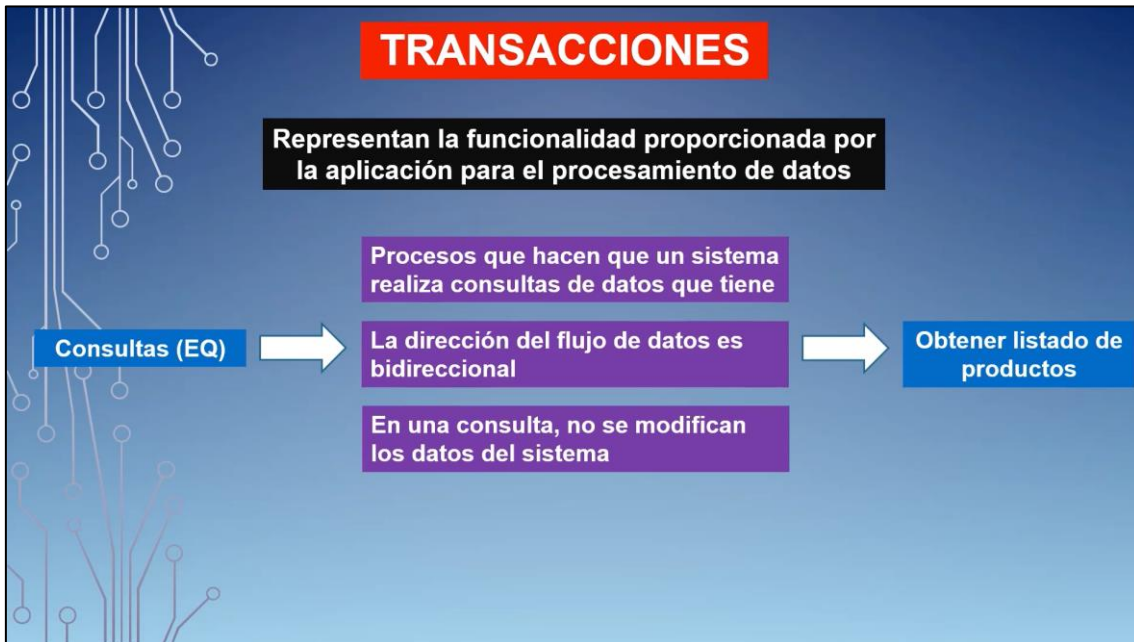 TRANSACCIONES
Representan la funcionalidad proporcionada por
la aplicación para el procesamiento de datos
Procesos que hacen que un sistema
realiza consultas de datos que tiene
Consultas (EQ)
La dirección del flujo de datos es
bidireccional
Obtener listado de
productos
En una consulta, no se modifican
los datos del sistema